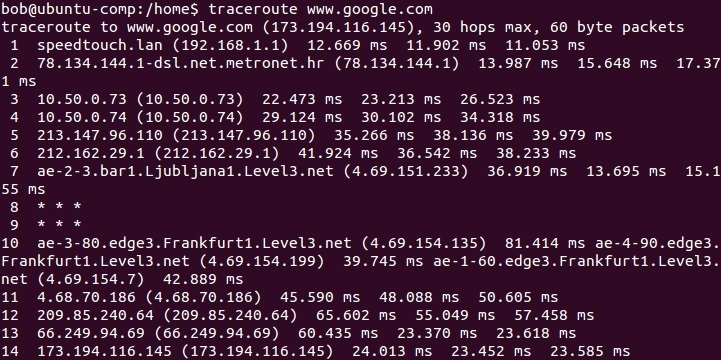 bob@ubuntu-comp:/home$ traceroute www.google.com
traceroute to www.google.com (173.194.116.145), 30 hops max, 60 byte packets
 1  speedtouch.lan (192.168.1.1)  12.669 ms  11.902 ms  11.053 ms
 2  78.134.144.1-dsl.net.metronet.hr (78.134.144.1)  13.987 ms  15.648 ms  17.37
1 ms
 3  10.50.0.73 (10.50.0.73)  22.473 ms  23.213 ms  26.523 ms
 4  10.50.0.74 (10.50.0.74)  29.124 ms  30.102 ms  34.318 ms
 5  213.147.96.110 (213.147.96.110)  35.266 ms  38.136 ms  39.979 ms
 6  212.162.29.1 (212.162.29.1)  41.924 ms  36.542 ms  38.233 ms
 7  ae-2-3.bar1.Ljubljana1.Level3.net (4.69.151.233)  36.919 ms  13.695 ms  15.1
55 ms
 8  * * *
 9  * * *
10  ae-3-80.edge3.Frankfurt1.Level3.net (4.69.154.135)  81.414 ms ae-4-90.edge3.
Frankfurt1.Level3.net (4.69.154.199)  39.745 ms ae-1-60.edge3.Frankfurt1.Level3.
net (4.69.154.7)  42.889 ms
11  4.68.70.186 (4.68.70.186)  45.590 ms  48.088 ms  50.605 ms
12  209.85.240.64 (209.85.240.64)  65.602 ms  55.049 ms  57.458 ms
13  66.249.94.69 (66.249.94.69)  60.435 ms  23.370 ms  23.618 ms
14  173.194.116.145 (173.194.116.145)  24.013 ms  23.452 ms  23.585 ms